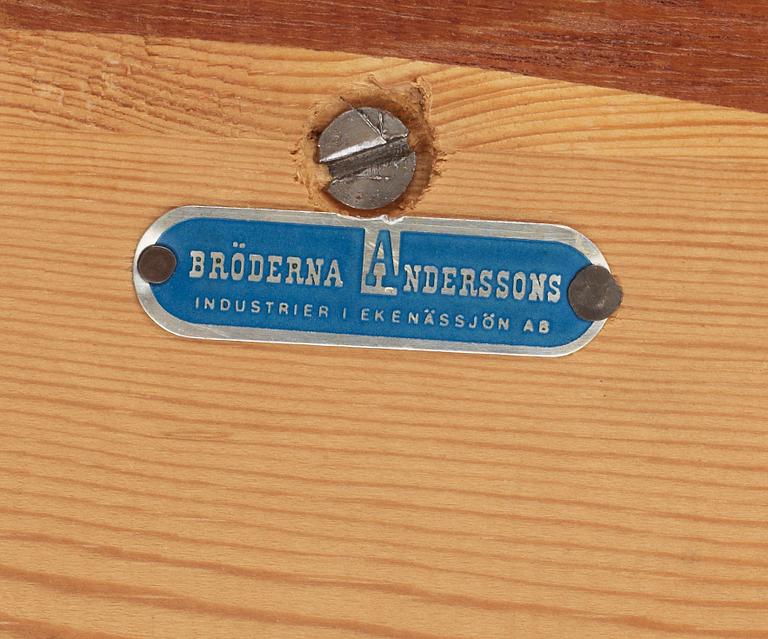 BRÖDERNA ANDERSSONS
INDUSTRIER I EKENÄSSJÖN AB